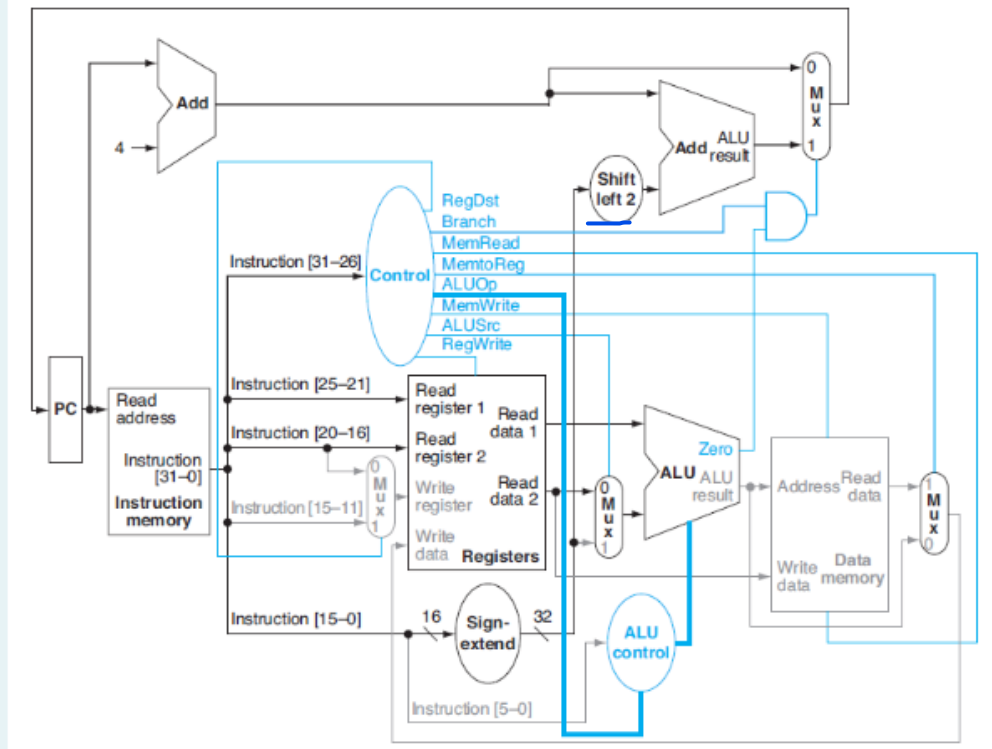 Add
4
Add ALU
result
0
M
u
x
1
Shift
left 2
RegDst
Branch
MemRead
MemtoReg
ALUOp
MemWrite
ALUSrc
RegWrite
Control
Instruction [31–26]
Instruction [25–21]
Instruction [20–16]
Instruction [15–11]
Instruction [15–0]
PC
Read
address
Instruction
[31–0]
Instruction
memory
0
M
u
x
1
Read
register 1
Read
register 2
Write
register
Write
data
Read
data 1
Read
data 2
Registers
0
M
u
x
1
Zero
ALU ALU
result
Address
Read
data
Write
data
Data
memory
1
M
u
x
0
16
Sign-
extend
32
ALU
control
Instruction [5–0]